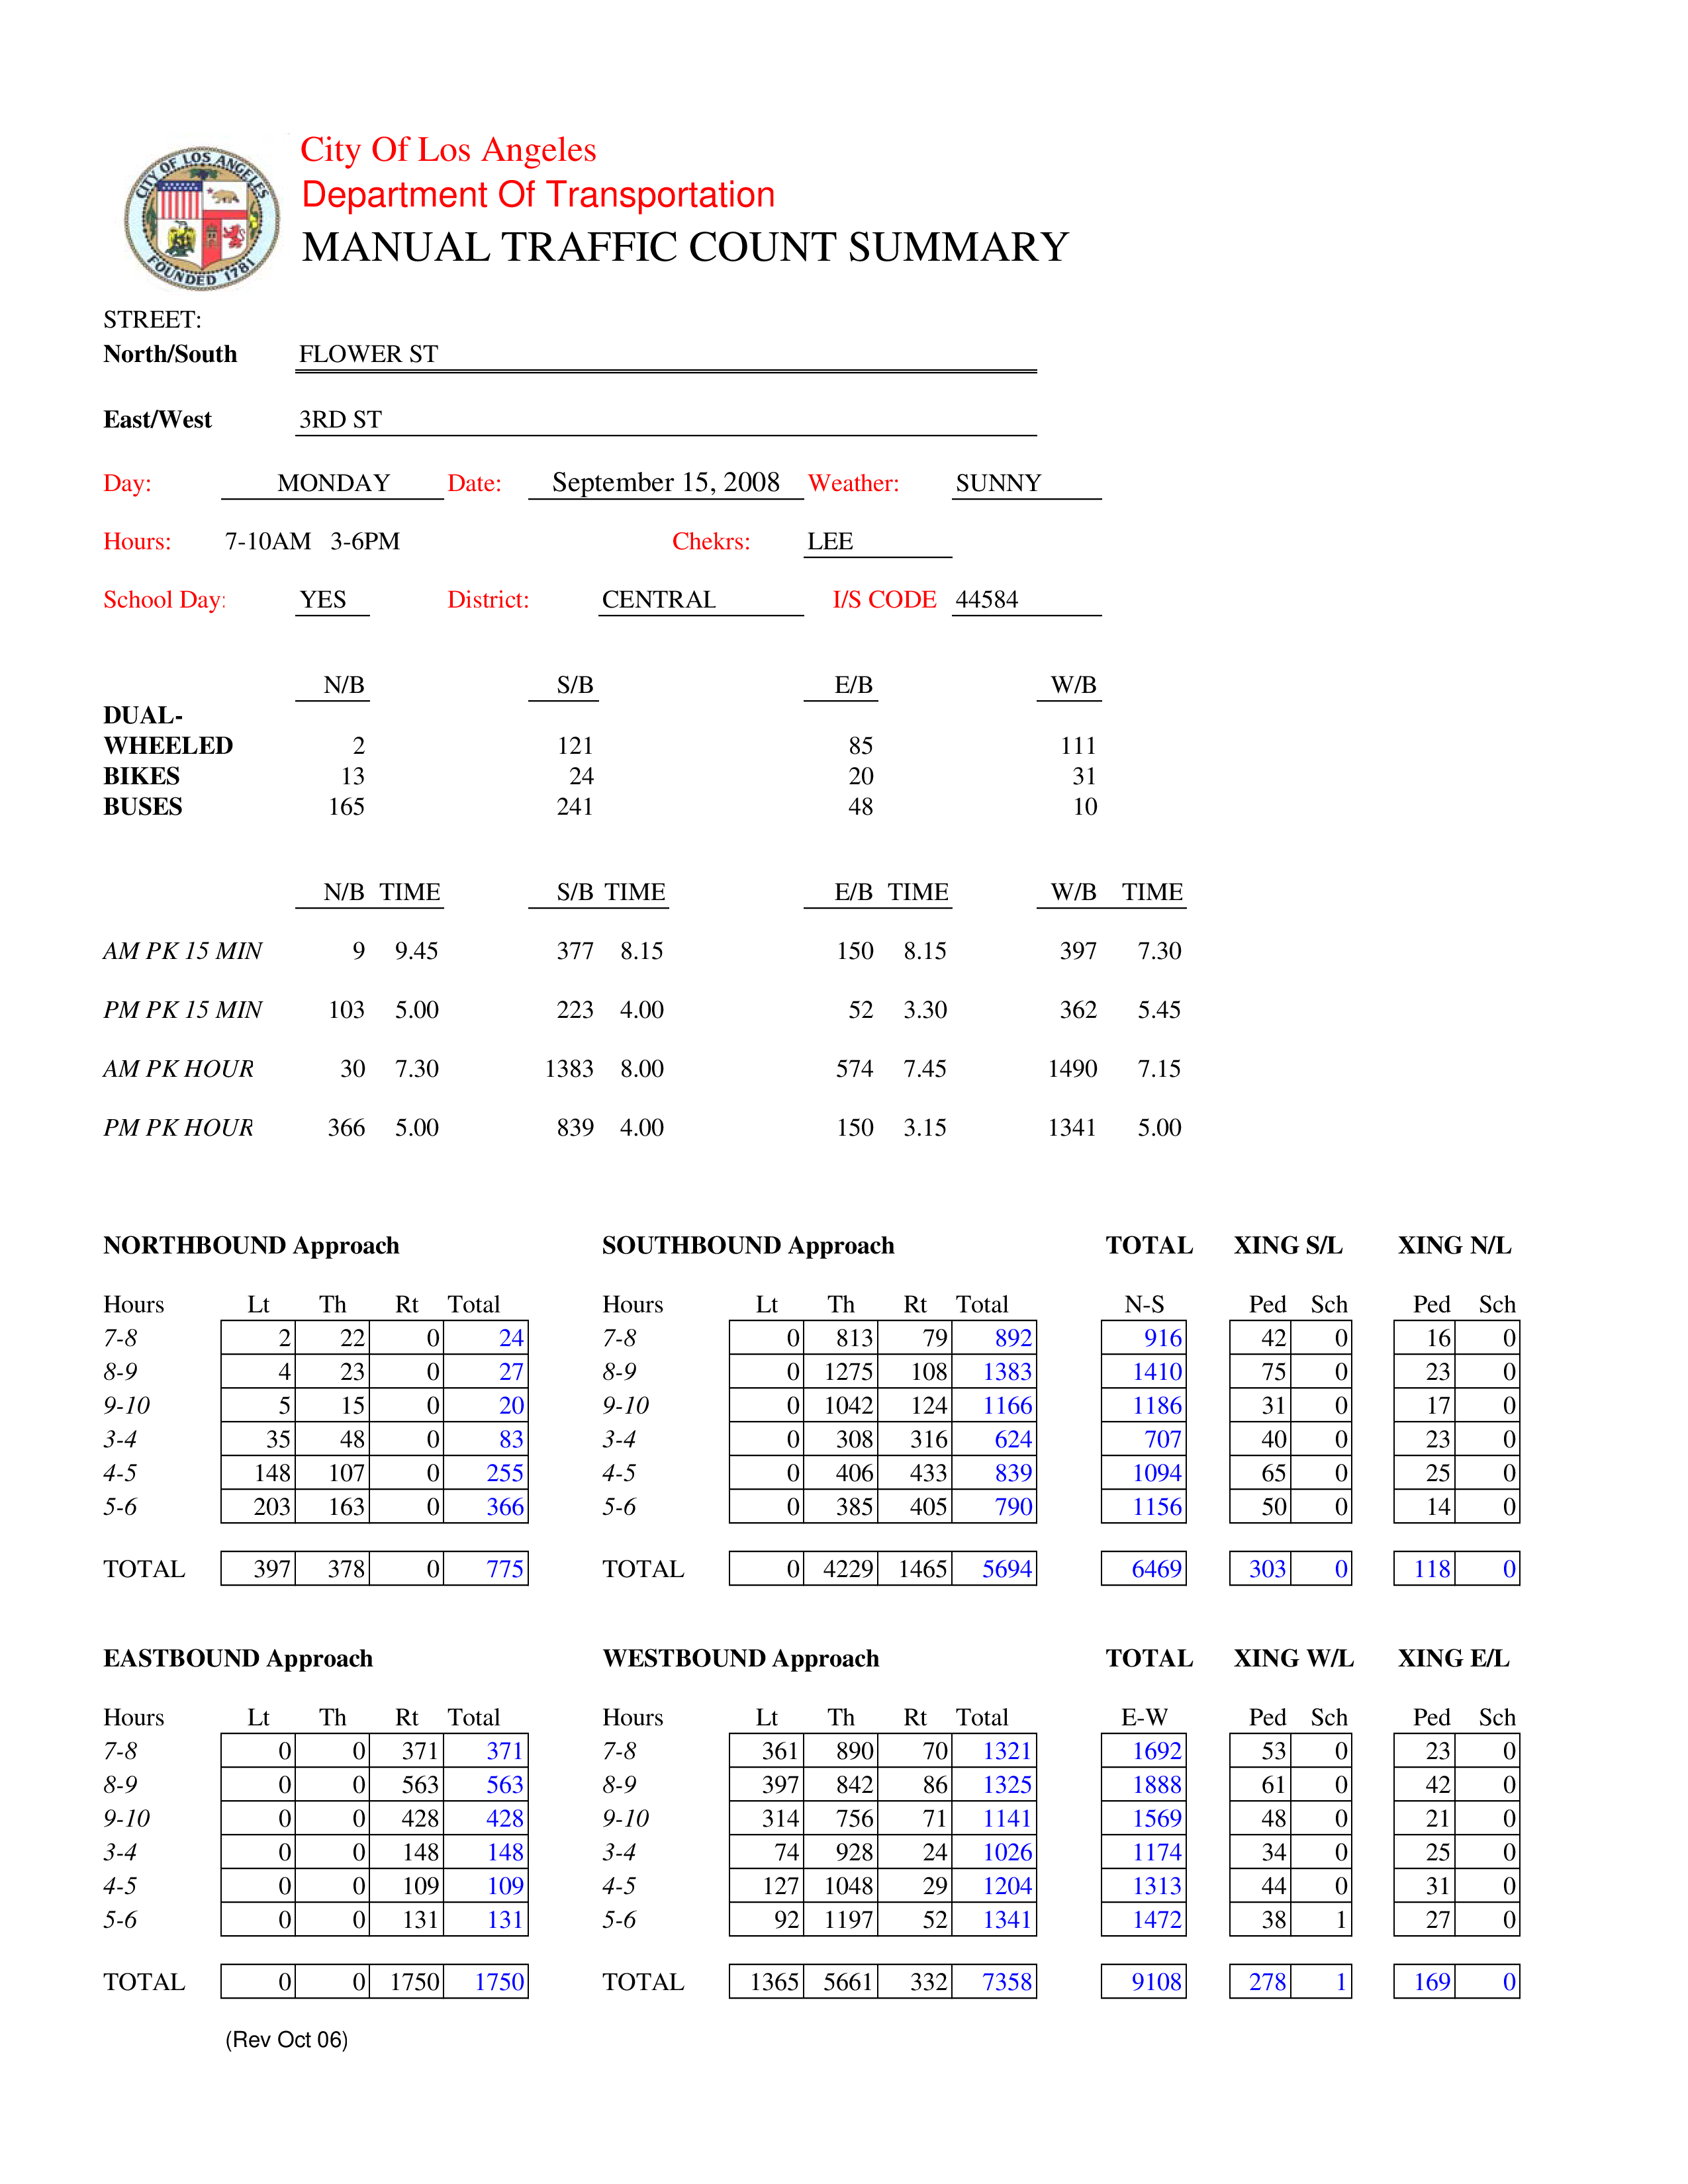 CITY OF LOS ANGELES
FOUNDED 1781
City Of Los Angeles
Department Of Transportation
MANUAL TRAFFIC COUNT SUMMARY
STREET:
North/South FLOWER ST
East/West 3RD ST
Day: MONDAY Date: September 15, 2008 Weather: SUNNY
Hours: 7-10AM 3-6PM Chekrs: LEE
School Day: YES District: CENTRAL I/S CODE 44584
N/B S/B E/B W/B
DUAL-
WHEELED 2 121 85 111
BIKES 13 24 20 31
BUSES 165 241 48 10
N/B TIME S/B TIME E/B TIME W/B TIME
AM PK 15 MIN 9 9.45 377 8.15 150 8.15 397 7.30
PM PK 15 MIN 103 5.00 223 4.00 52 3.30 362 5.45
AM PK HOUR 30 7.30 1383 8.00 574 7.45 1490 7.15
PM PK HOUR 366 5.00 839 4.00 150 3.15 1341 5.00
NORTHBOUND Approach SOUTHBOUND Approach TOTAL XING S/L XING N/L
Hours Lt Th Rt Total Hours Lt Th Rt Total N-S Ped Sch Ped Sch
7-8 2 22 0 24 7-8 0 813 79 892 916 42 0 16 0
8-9 4 23 0 27 8-9 0 1275 108 1383 1410 75 0 23 0
9-10 5 15 0 20 9-10 0 1042 124 1166 1186 31 0 17 0
3-4 35 48 0 83 3-4 0 308 316 624 707 40 0 23 0
4-5 148 107 0 255 4-5 0 406 433 839 1094 65 0 25 0
5-6 203 163 0 366 5-6 0 385 405 790 1156 50 0 14 0
TOTAL 397 378 0 775 TOTAL 0 4229 1465 5694 6469 303 0 118 0
EASTBOUND Approach WESTBOUND Approach TOTAL XING W/L XING E/L
Hours Lt Th Rt Total Hours Lt Th Rt Total E-W Ped Sch Ped Sch
7-8 0 0 371 371 7-8 361 890 70 1321 1692 53 0 23 0
8-9 0 0 563 563 8-9 397 842 86 1325 1888 61 0 42 0
9-10 0 0 428 428 9-10 314 756 71 1141 1569 48 0 21 0
3-4 0 0 148 148 3-4 74 928 24 1026 1174 34 0 25 0
4-5 0 0 109 109 4-5 127 1048 29 1204 1313 44 0 31 0
5-6 0 0 131 131 5-6 92 1197 52 1341 1472 38 1 27 0
TOTAL 0 0 1750 1750 TOTAL 1365 5661 332 7358 9108 278 1 169 0
(Rev Oct 06)